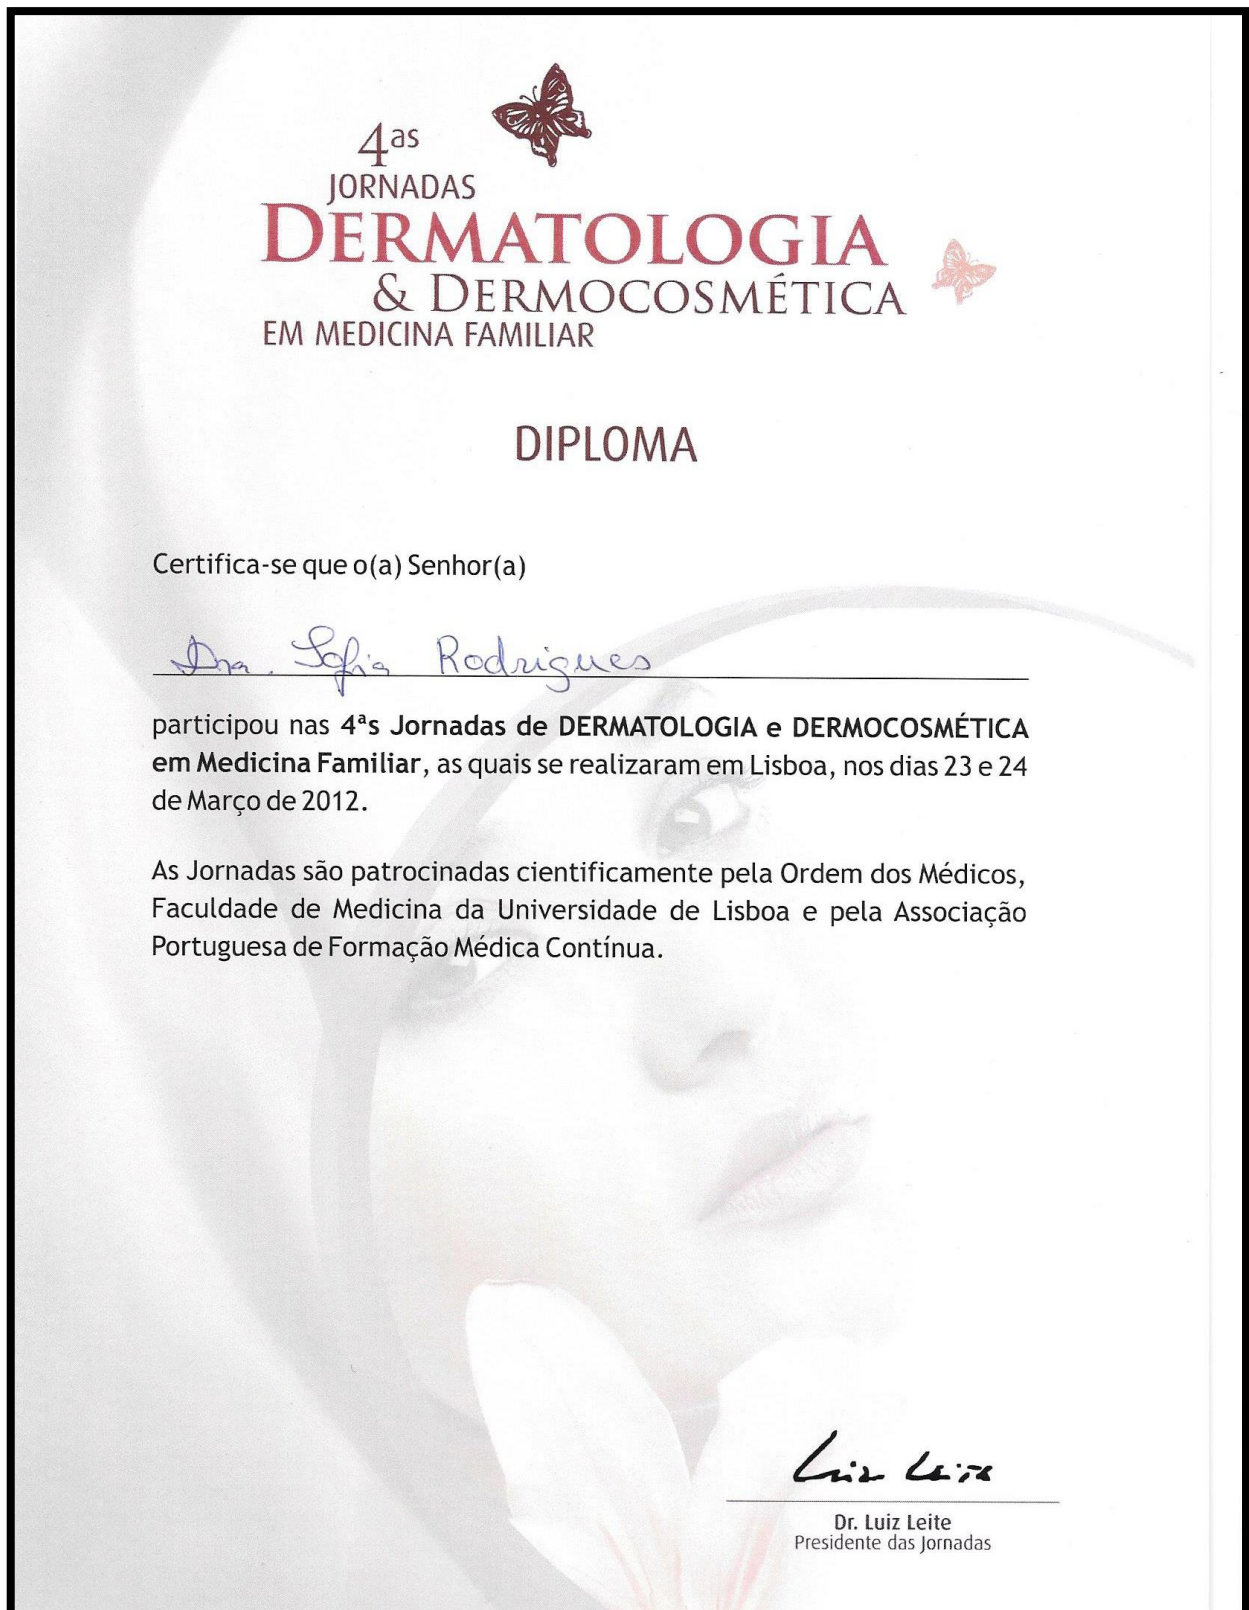 4as
JORNADAS
DERMATOLOGIA
& DERMOCOSMÉTICA
EM MEDICINA FAMILIAR
DIPLOMA
Certifica-se que o(a) Senhor(a)
Dra. Sofia Rodrigues
participou nas 4ªs Jornadas de DERMATOLOGIA e DERMOCOSMÉTICA
em Medicina Familiar, as quais se realizaram em Lisboa, nos dias 23 e 24
de Março de 2012.
As Jornadas são patrocinadas cientificamente pela Ordem dos Médicos,
Faculdade de Medicina da Universidade de Lisboa e pela Associação
Portuguesa de Formação Médica Contínua.
Luiz Leite
Dr. Luiz Leite
Presidente das Jornadas